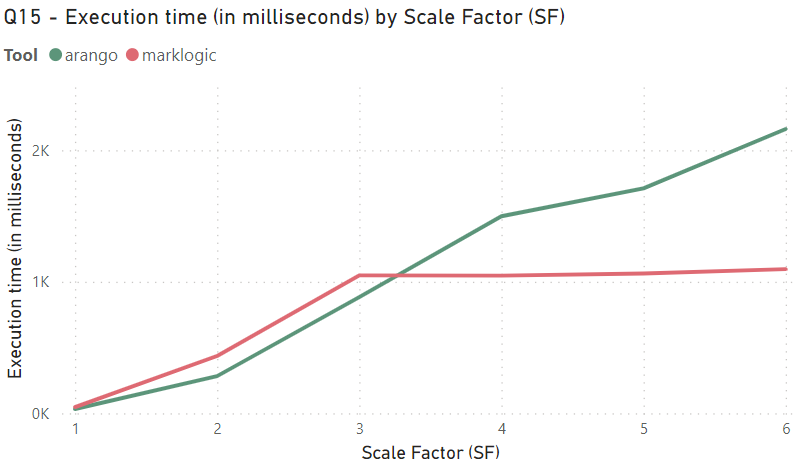 Q15 - Execution time (in milliseconds) by Scale Factor (SF)
Tool arango marklogic
Execution time (in milliseconds)
2K
1K
0K
1 2 3 4 5 6
Scale Factor (SF)